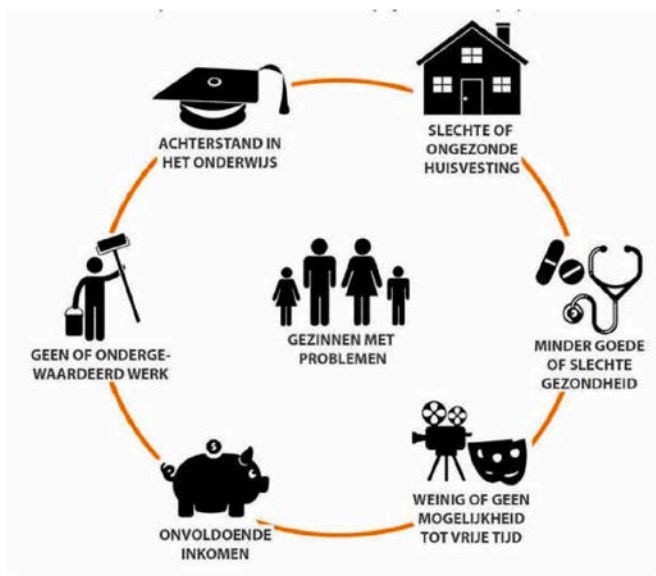 SLECHTE OF
ONGEZONDE
HUISVESTING
ACHTERSTAND IN
HET ONDERWIJS
GEZINNEN MET
PROBLEMEN
MINDER GOEDE
OF SLECHTE
GEZONDHEID
GEEN OF ONDERGE-
WAARDEERD WERK
WEINIG OF GEEN
MOGELIJKHEID
TOT VRIJE TIJD
ONVOLDOENDE
INKOMEN